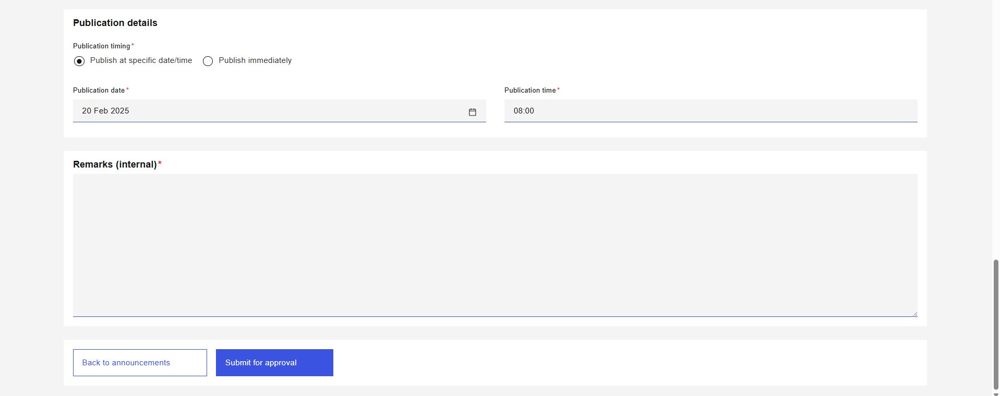 Publication details
Publication timing*
Publish at specific date/time Publish immediately
Publication date* Publication time*
20 Feb 2025 08:00
Remarks (internal)*
Back to announcements Submit for approval